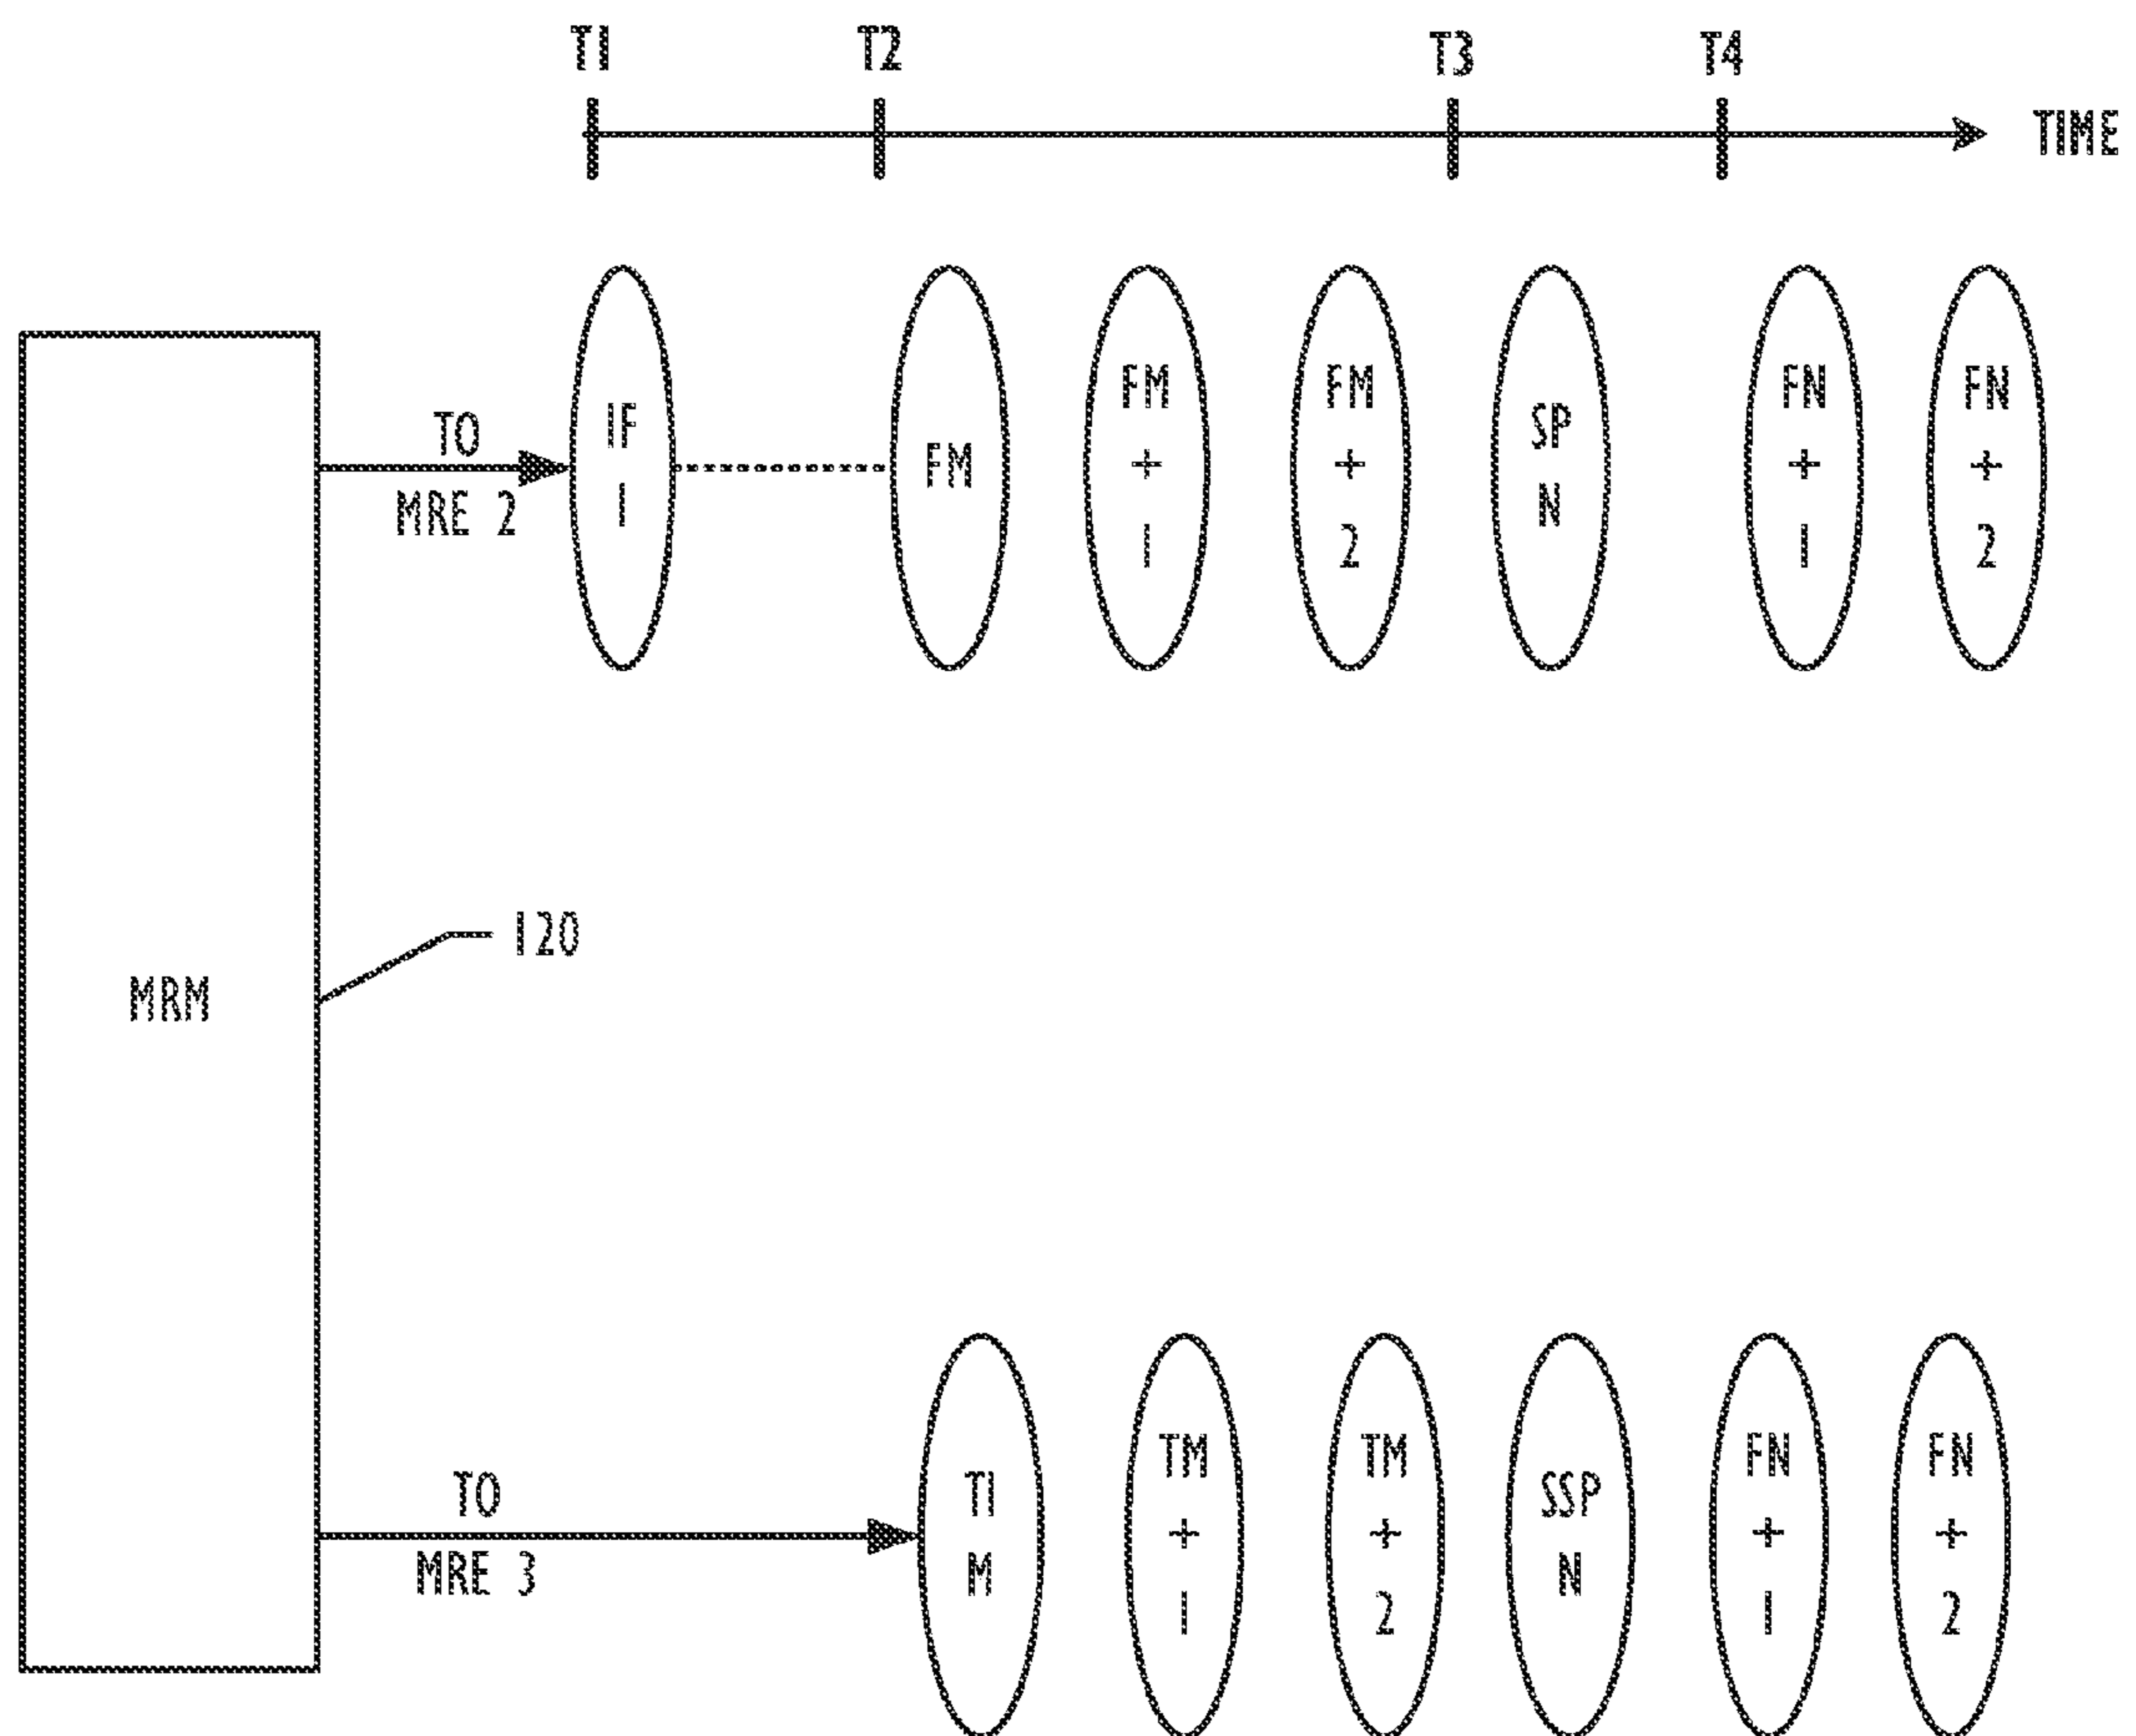 T1 T2 T3 T4
TIME
TO
MRE 2
IF
1
FM
FM
+
1
FM
+
2
SP
N
FN
+
1
FN
+
2
120
MRM
TO
MRE 3
TI
M
TM
+
1
TM
+
2
SSP
N
FN
+
1
FN
+
2